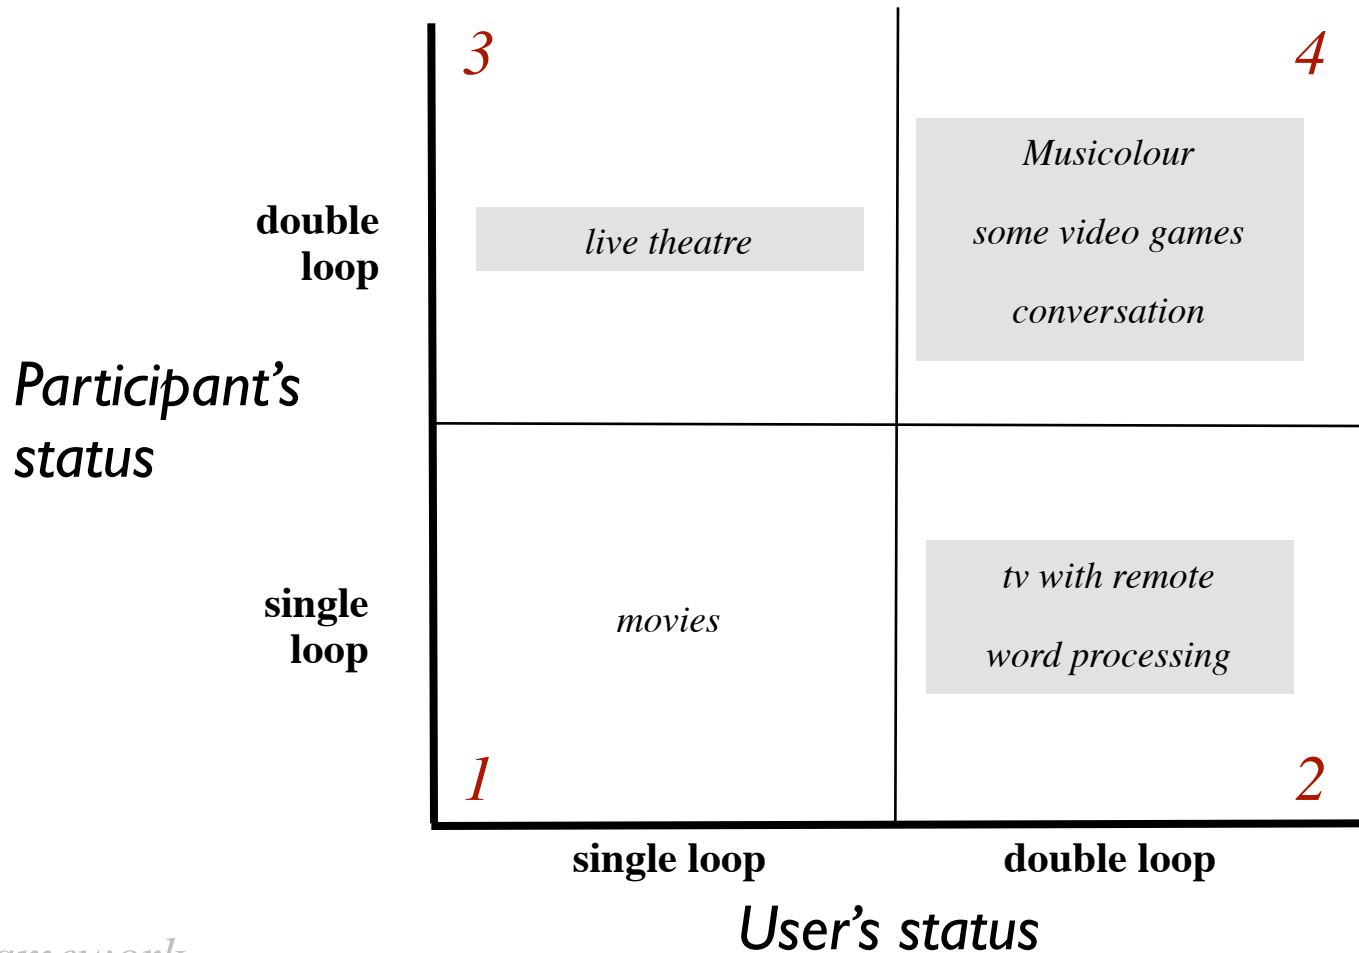 3
4
Musicolour
double
loop
live theatre
some video games
conversation
Participant's
status
single
loop
movies
tv with remote
word processing
1
2
single loop
double loop
User's status